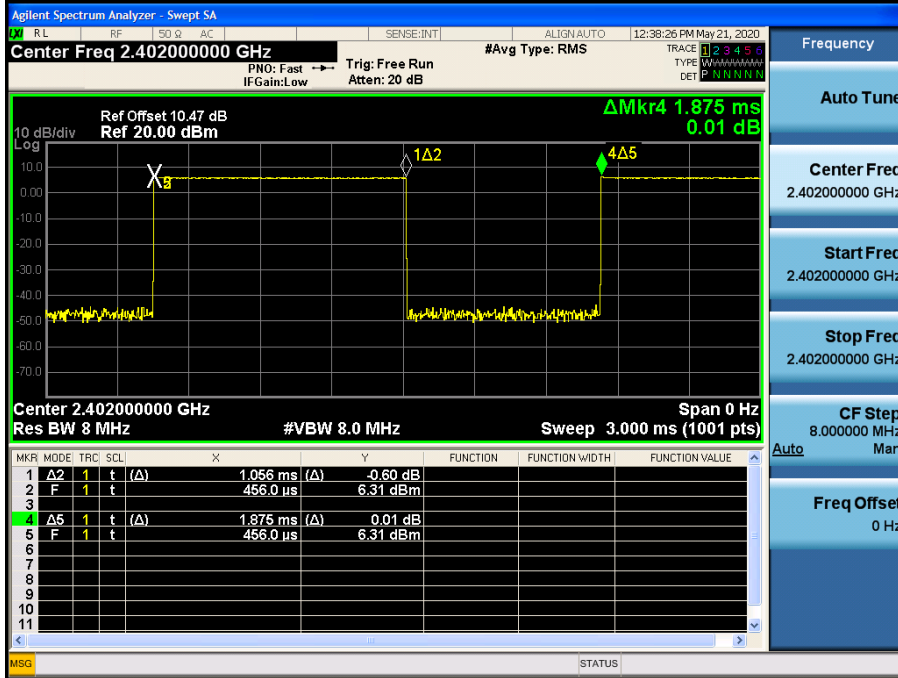 Agilent Spectrum Analyzer - Swept SA
LXI RL RF 50 Ω AC SENSE:INT ALIGN AUTO 12:38:26 PM May 21, 2020
Center Freq 2.402000000 GHz #Avg Type: RMS TRACE 1 2 3 4 5 6
PNO: Fast Trig: Free Run TYPE WWWWWW
IFGain:Low Atten: 20 dB DET P N N N N N
Ref Offset 10.47 dB ΔMkr4 1.875 ms
10 dB/div Ref 20.00 dBm 0.01 dB
Log
1Δ2 4Δ5
10.0
0.00
-10.0
-20.0
-30.0
-40.0
-50.0
-60.0
-70.0
Center 2.402000000 GHz Span 0 Hz
Res BW 8 MHz #VBW 8.0 MHz Sweep 3.000 ms (1001 pts)
MKR MODE TRC SCL X Y FUNCTION FUNCTION WIDTH FUNCTION VALUE
1 Δ2 1 t (Δ) 1.056 ms (Δ) -0.60 dB
2 F 1 t 456.0 µs 6.31 dBm
3
4 Δ5 1 t (Δ) 1.875 ms (Δ) 0.01 dB
5 F 1 t 456.0 µs 6.31 dBm
6
7
8
9
10
11
MSG STATUS
Frequency
Auto Tune
Center Freq
2.402000000 GHz
Start Freq
2.402000000 GHz
Stop Freq
2.402000000 GHz
CF Step
8.000000 MHz
Auto Man
Freq Offset
0 Hz